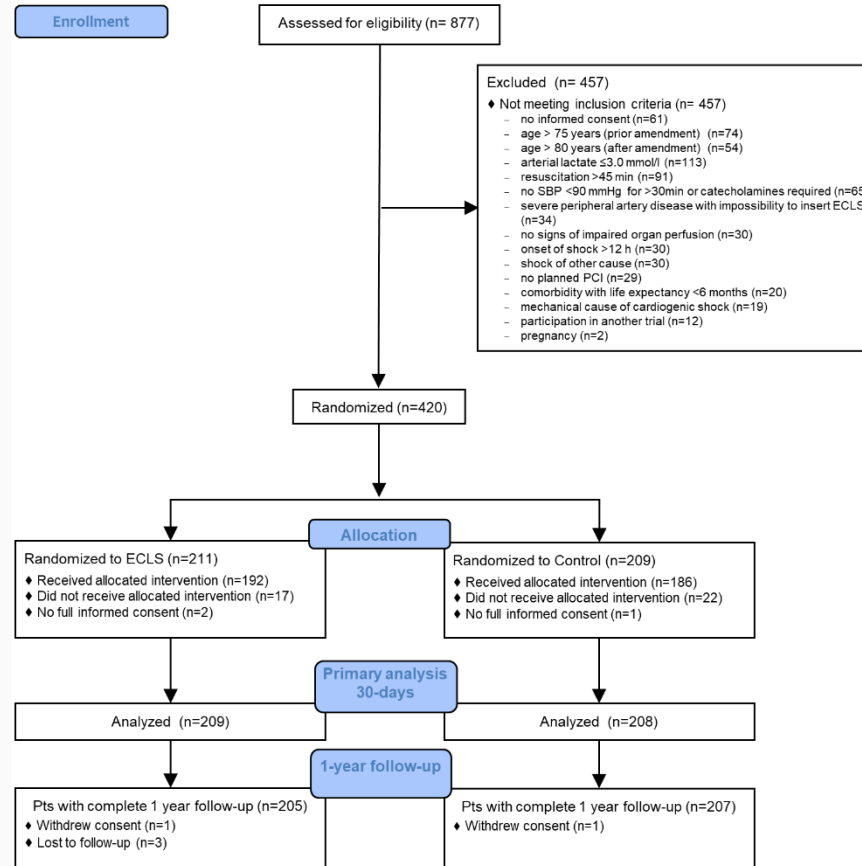 Enrollment
Assessed for eligibility (n= 877)
Excluded (n= 457)
♦ Not meeting inclusion criteria (n= 457)
– no informed consent (n=61)
– age > 75 years (prior amendment) (n=74)
– age > 80 years (after amendment) (n=54)
– arterial lactate ≤3.0 mmol/l (n=113)
– resuscitation >45 min (n=91)
– no SBP <90 mmHg for >30min or catecholamines required (n=65
– severe peripheral artery disease with impossibility to insert ECLS
(n=34)
– no signs of impaired organ perfusion (n=30)
– onset of shock >12 h (n=30)
– shock of other cause (n=30)
– no planned PCI (n=29)
– comorbidity with life expectancy <6 months (n=20)
– mechanical cause of cardiogenic shock (n=19)
– participation in another trial (n=12)
– pregnancy (n=2)
Randomized (n=420)
Allocation
Randomized to ECLS (n=211)
♦ Received allocated intervention (n=192)
♦ Did not receive allocated intervention (n=17)
♦ No full informed consent (n=2)
Randomized to Control (n=209)
♦ Received allocated intervention (n=186)
♦ Did not receive allocated intervention (n=22)
♦ No full informed consent (n=1)
Primary analysis
30-days
Analyzed (n=209)
Analyzed (n=208)
1-year follow-up
Pts with complete 1 year follow-up (n=205)
♦ Withdrew consent (n=1)
♦ Lost to follow-up (n=3)
Pts with complete 1 year follow-up (n=207)
♦ Withdrew consent (n=1)